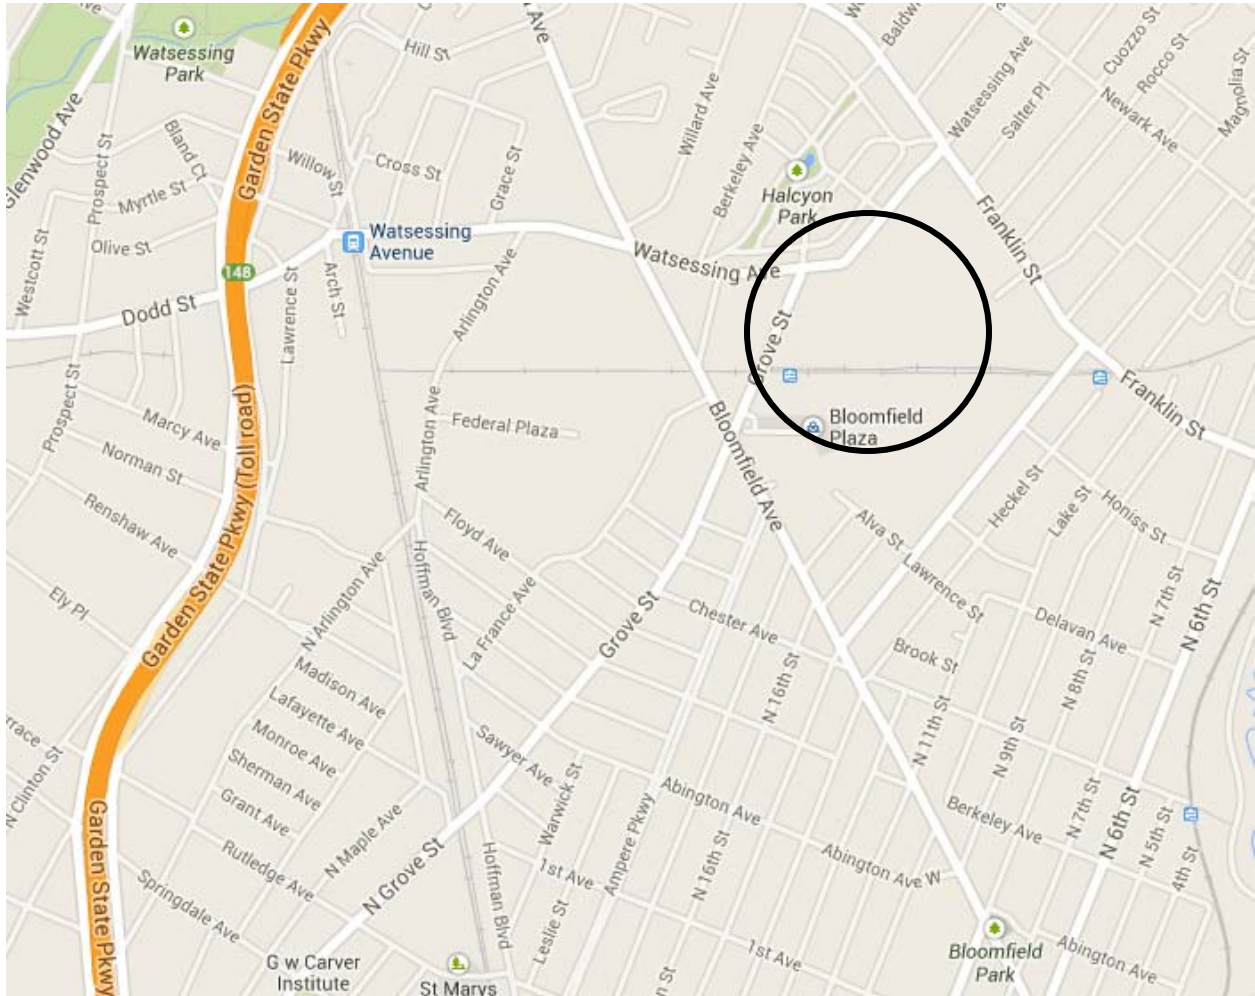 Watsessing
Park
Hill St
Glenwood Ave
Prospect St
Garden State Pkwy
Bland Ct
Willow St
Cross St
Grace St
Myrtle St
Olive St
Westcott St
Dodd St
148
Watsessing
Avenue
Arch St
Lawrence St
Arlington Ave
Willard Ave
Berkeley Ave
Halcyon
Park
Watsessing Ave
Grove St
Watsessing Ave
Salter Pl
Cuozzo St
Rocco St
Newark Ave
Magnolia St
Franklin St
Franklin St
Prospect St
Marcy Ave
Norman St
Renshaw Ave
Ely Pl
Garden State Pkwy (Toll road)
Arlington Ave
Federal Plaza
Bloomfield Ave
Bloomfield
Plaza
Floyd Ave
Hoffman Blvd
N Arlington Ave
La France Ave
Grove St
Chester Ave
Alva St
Lawrence St
Heckel St
Lake St
Honiss St
Brook St
Delavan Ave
N 7th St
N 6th St
N 8th St
N 9th St
N 11th St
N 16th St
Madison Ave
Lafayette Ave
Monroe Ave
Sherman Ave
Grant Ave
Rutledge Ave
N Maple Ave
N Clinton St
Garden State Pkwy
Springdale Ave
N Grove St
Sawyer Ave
Warwick St
Ampere Pkwy
Abington Ave
Abington Ave W
Berkeley Ave
N 7th St
N 6th St
N 5th St
4th St
N 16th St
1st Ave
1st Ave
Leslie St
Hoffman Blvd
G w Carver
Institute
St Marys
Bloomfield
Park
Abington Ave